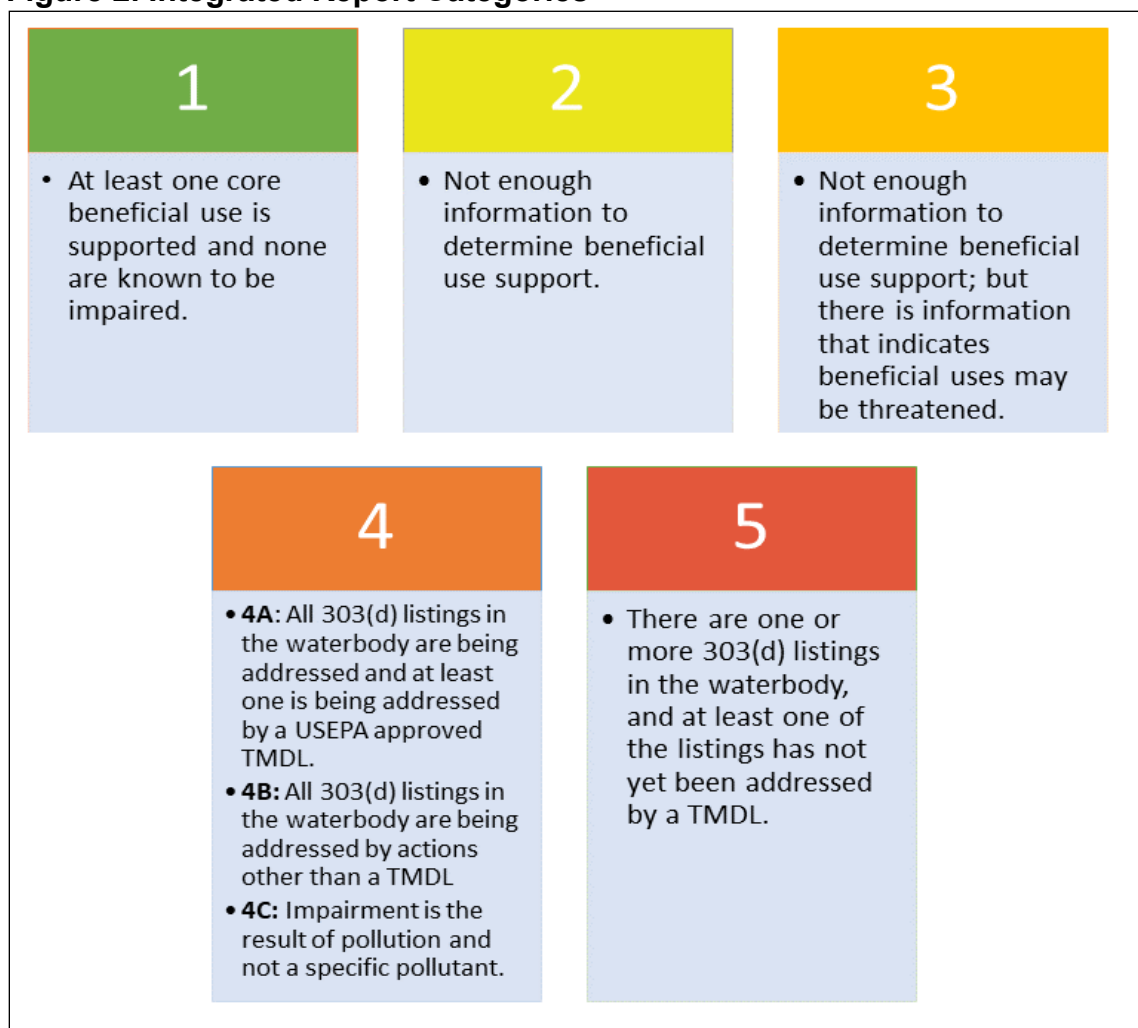 Figure 2. Integrated Report Categories
1
• At least one core
beneficial use is
supported and none
are known to be
impaired.
2
• Not enough
information to
determine beneficial
use support.
3
• Not enough
information to
determine beneficial
use support; but
there is information
that indicates
beneficial uses may
be threatened.
4
• 4A: All 303(d) listings in
the waterbody are being
addressed and at least
one is being addressed
by a USEPA approved
TMDL.
• 4B: All 303(d) listings in
the waterbody are being
addressed by actions
other than a TMDL
• 4C: Impairment is the
result of pollution and
not a specific pollutant.
5
• There are one or
more 303(d) listings
in the waterbody,
and at least one of
the listings has not
yet been addressed
by a TMDL.